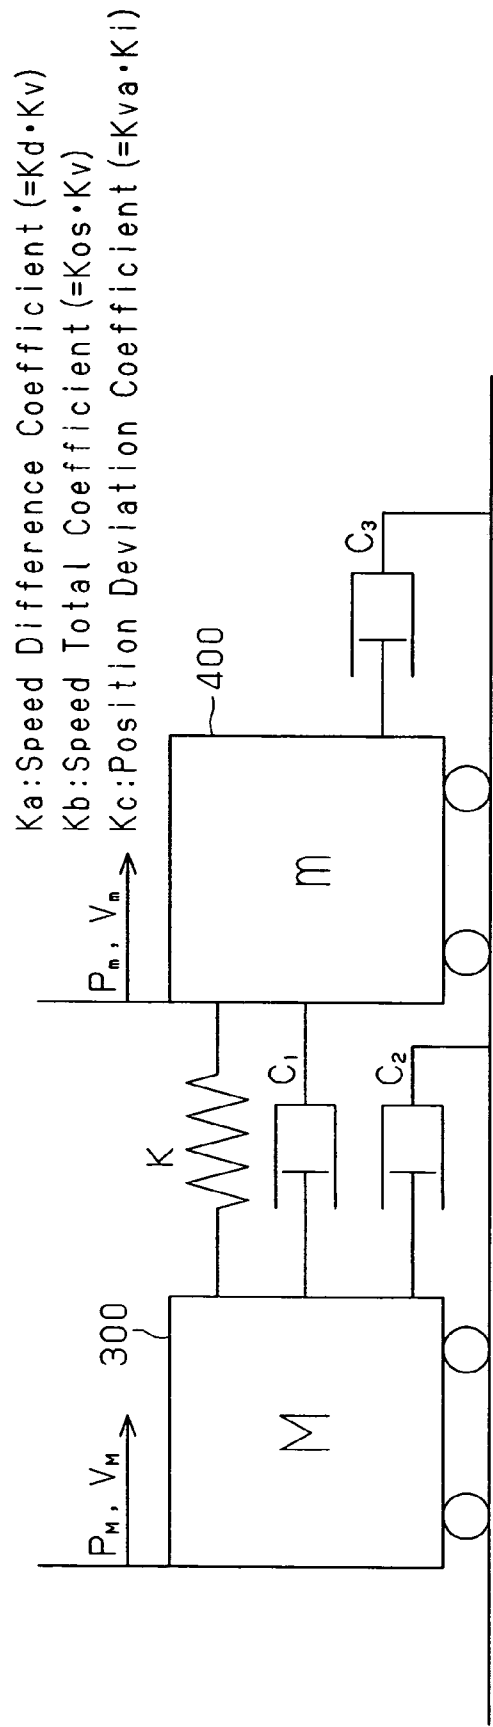 Ka:Speed Difference Coefficient(=Kd·Kv)
Kb:Speed Total Coefficient(=Kos·Kv)
Kc:Position Deviation Coefficient(=Kva·Ki)
PM, VM
Pm, Vm
300
400
K
C1
C2
C3
M
m